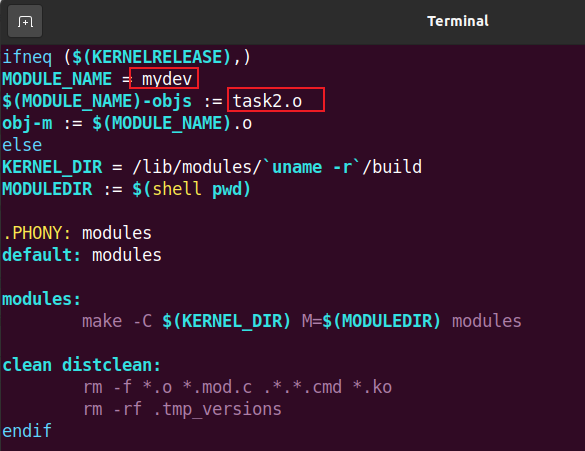 Terminal
ifneq ($(KERNELRELEASE),)
MODULE_NAME = mydev
$(MODULE_NAME)-objs := task2.o
obj-m := $(MODULE_NAME).o
else
KERNEL_DIR = /lib/modules/`uname -r`/build
MODULEDIR := $(shell pwd)
.PHONY: modules
default: modules
modules:
make -C $(KERNEL_DIR) M=$(MODULEDIR) modules
clean distclean:
rm -f *.o *.mod.c .*.*.cmd *.ko
rm -rf .tmp_versions
endif